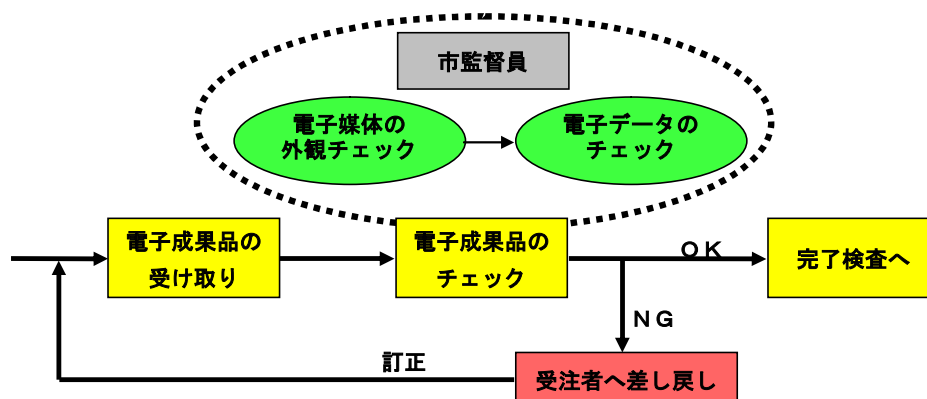 市監督員
電子媒体の
外観チェック
電子データの
チェック
電子成果品の
受け取り
電子成果品の
チェック
ＯＫ
完了検査へ
ＮＧ
訂正
受注者へ差し戻し